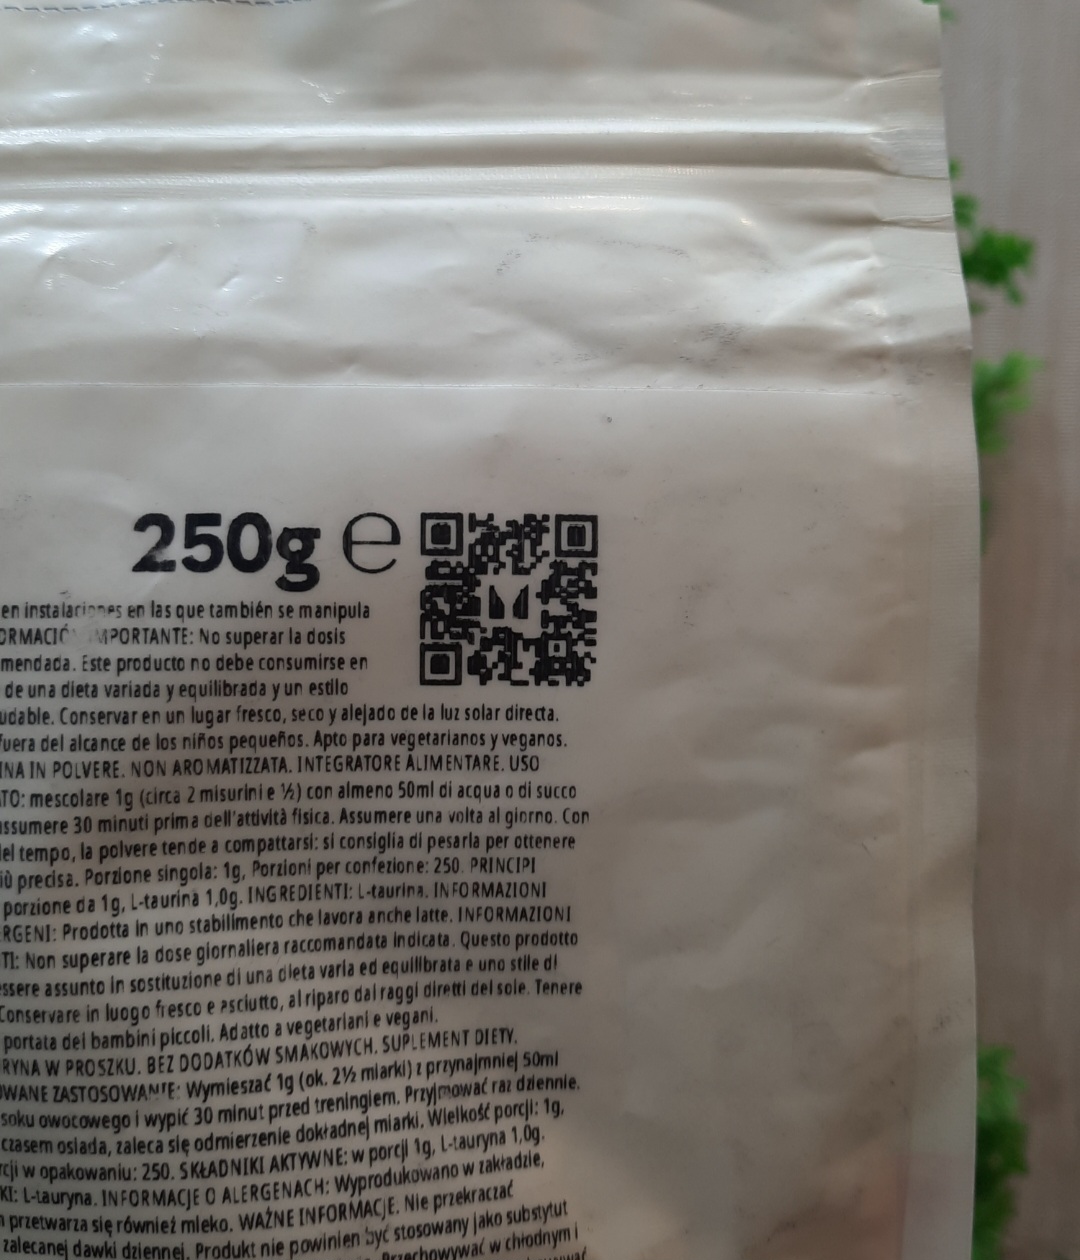 250g ℮
en instalaciones en las que también se manipula
ORMACIÓN IMPORTANTE: No superar la dosis
mendada. Este producto no debe consumirse en
de una dieta variada y equilibrada y un estilo
udable. Conservar en un lugar fresco, seco y alejado de la luz solar directa.
fuera del alcance de los niños pequeños. Apto para vegetarianos y veganos.
INA IN POLVERE. NON AROMATIZZATA. INTEGRATORE ALIMENTARE. USO
TO: mescolare 1g (circa 2 misurini e ½) con almeno 50ml di acqua o di succo
assumere 30 minuti prima dell'attività fisica. Assumere una volta al giorno. Con
del tempo, la polvere tende a compattarsi: si consiglia di pesarla per ottenere
iù precisa. Porzione singola: 1g, Porzioni per confezione: 250. PRINCIPI
porzione da 1g, L-taurina 1,0g. INGREDIENTI: L-taurina. INFORMAZIONI
RGENI: Prodotta in uno stabilimento che lavora anche latte. INFORMAZIONI
TI: Non superare la dose giornaliera raccomandata indicata. Questo prodotto
essere assunto in sostituzione di una dieta varia ed equilibrata e uno stile di
Conservare in luogo fresco e asciutto, al riparo dai raggi diretti del sole. Tenere
portata dei bambini piccoli. Adatto a vegetariani e vegani.
RYNA W PROSZKU. BEZ DODATKÓW SMAKOWYCH. SUPLEMENT DIETY.
OWANE ZASTOSOWANIE: Wymieszać 1g (ok. 2½ miarki) z przynajmniej 50ml
soku owocowego i wypić 30 minut przed treningiem. Przyjmować raz dziennie.
czasem osiada, zaleca się odmierzenie dokładnej miarki. Wielkość porcji: 1g,
rcji w opakowaniu: 250. SKŁADNIKI AKTYWNE: w porcji 1g, L-tauryna 1,0g.
KI: L-tauryna. INFORMACJE O ALERGENACH: Wyprodukowano w zakładzie,
przetwarza się również mleko. WAŻNE INFORMACJE. Nie przekraczać
zalecanej dawki dziennej. Produkt nie powinien być stosowany jako substytut
Przechowywać w chłodnym i